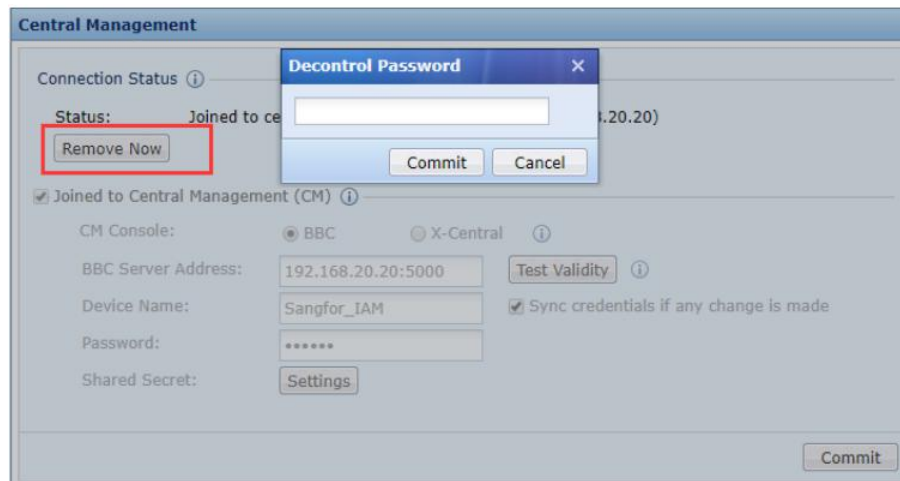 Central Management
Decontrol Password
Connection Status
Status: Joined to ce .20.20)
Remove Now
Commit Cancel
Joined to Central Management (CM)
CM Console: BBC X-Central
BBC Server Address: 192.168.20.20:5000 Test Validity
Device Name: Sangfor_IAM Sync credentials if any change is made
Password: ••••••
Shared Secret: Settings
Commit